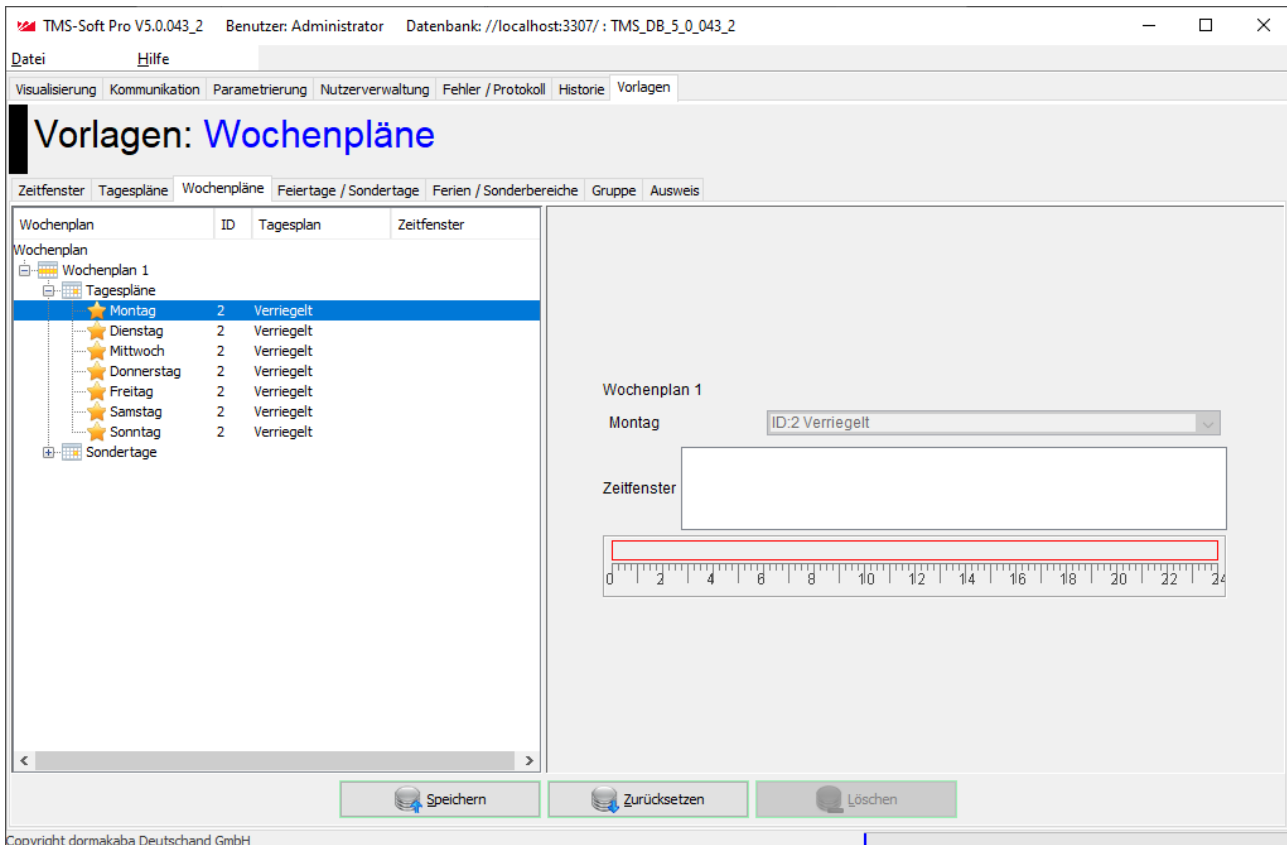 TMS-Soft Pro V5.0.043_2 Benutzer: Administrator Datenbank: //localhost:3307/ : TMS_DB_5_0_043_2
Datei Hilfe
Visualisierung Kommunikation Parametrierung Nutzerverwaltung Fehler / Protokoll Historie Vorlagen
Vorlagen: Wochenpläne
Zeitfenster Tagespläne Wochenpläne Feiertage / Sondertage Ferien / Sonderbereiche Gruppe Ausweis
Wochenplan ID Tagesplan Zeitfenster
Wochenplan
Wochenplan 1
Tagespläne
Montag 2 Verriegelt
Dienstag 2 Verriegelt
Mittwoch 2 Verriegelt
Donnerstag 2 Verriegelt
Freitag 2 Verriegelt
Samstag 2 Verriegelt
Sonntag 2 Verriegelt
Sondertage
Wochenplan 1
Montag ID:2 Verriegelt
Zeitfenster
0 2 4 6 8 10 12 14 16 18 20 22 24
Speichern Zurücksetzen Löschen
Copyright dormakaba Deutschand GmbH